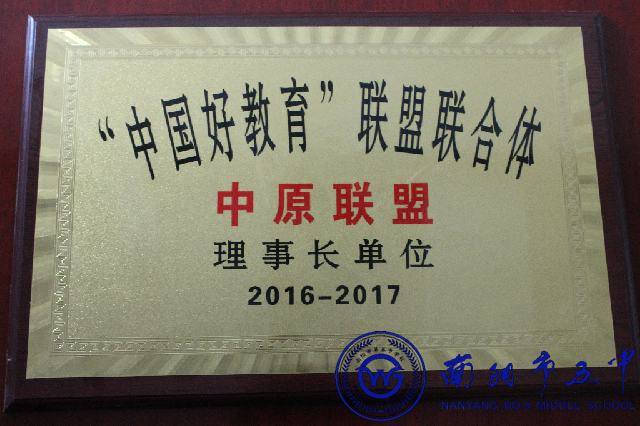 “中国好教育”联盟联合体
中原联盟
理事长单位
2016-2017
南阳市五中
NANYANG NO.5 MIDDLE SCHOOL